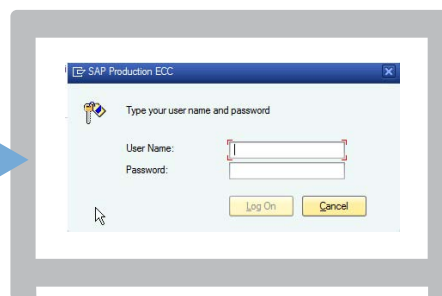 SAP Production ECC
Type your user name and password
User Name:
Password:
Log On Cancel